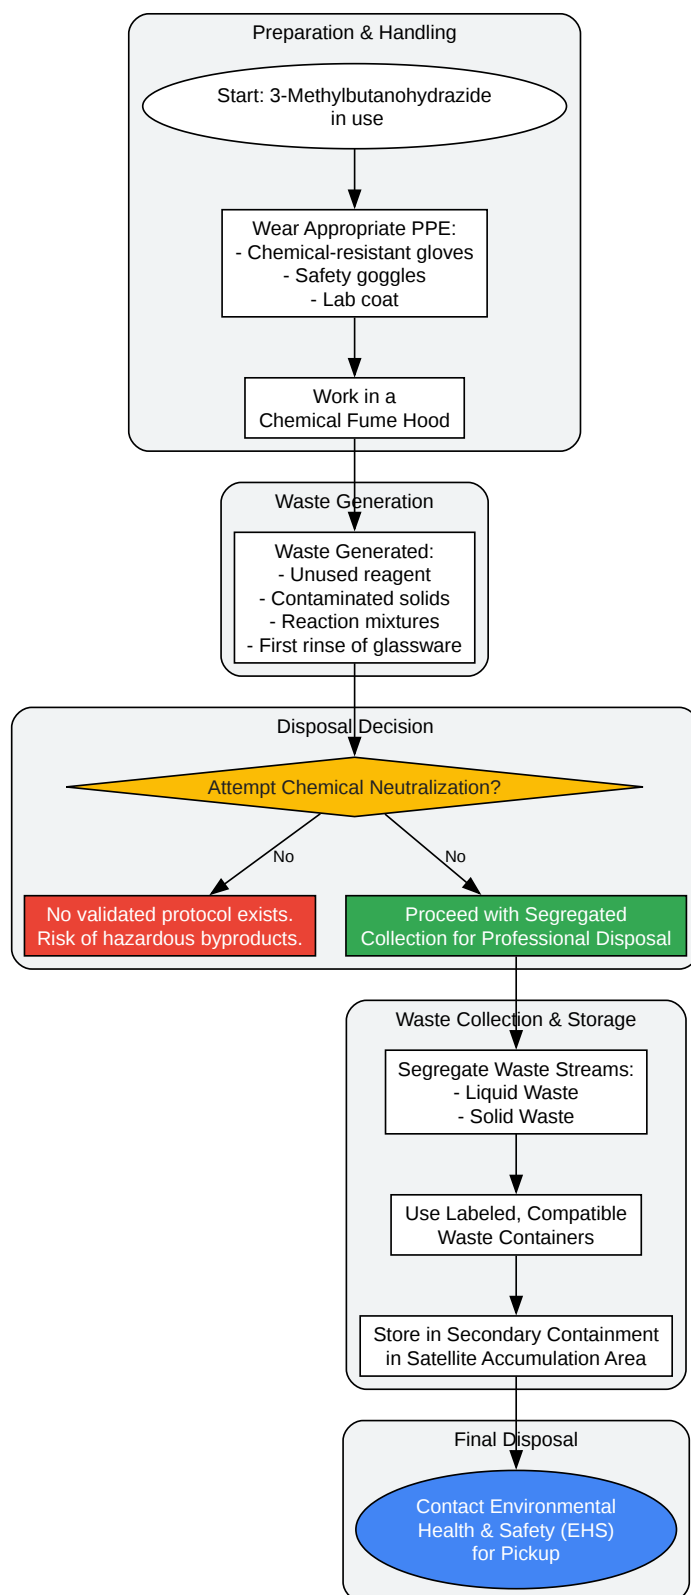 Preparation & Handling
Start: 3-Methylbutanohydrazide
in use
Wear Appropriate PPE:
- Chemical-resistant gloves
- Safety goggles
- Lab coat
Work in a
Chemical Fume Hood
Waste Generation
Waste Generated:
- Unused reagent
- Contaminated solids
- Reaction mixtures
- First rinse of glassware
Disposal Decision
Attempt Chemical Neutralization?
No
No
No validated protocol exists.
Risk of hazardous byproducts.
Proceed with Segregated
Collection for Professional Disposal
Waste Collection & Storage
Segregate Waste Streams:
- Liquid Waste
- Solid Waste
Use Labeled, Compatible
Waste Containers
Store in Secondary Containment
in Satellite Accumulation Area
Final Disposal
Contact Environmental
Health & Safety (EHS)
for Pickup